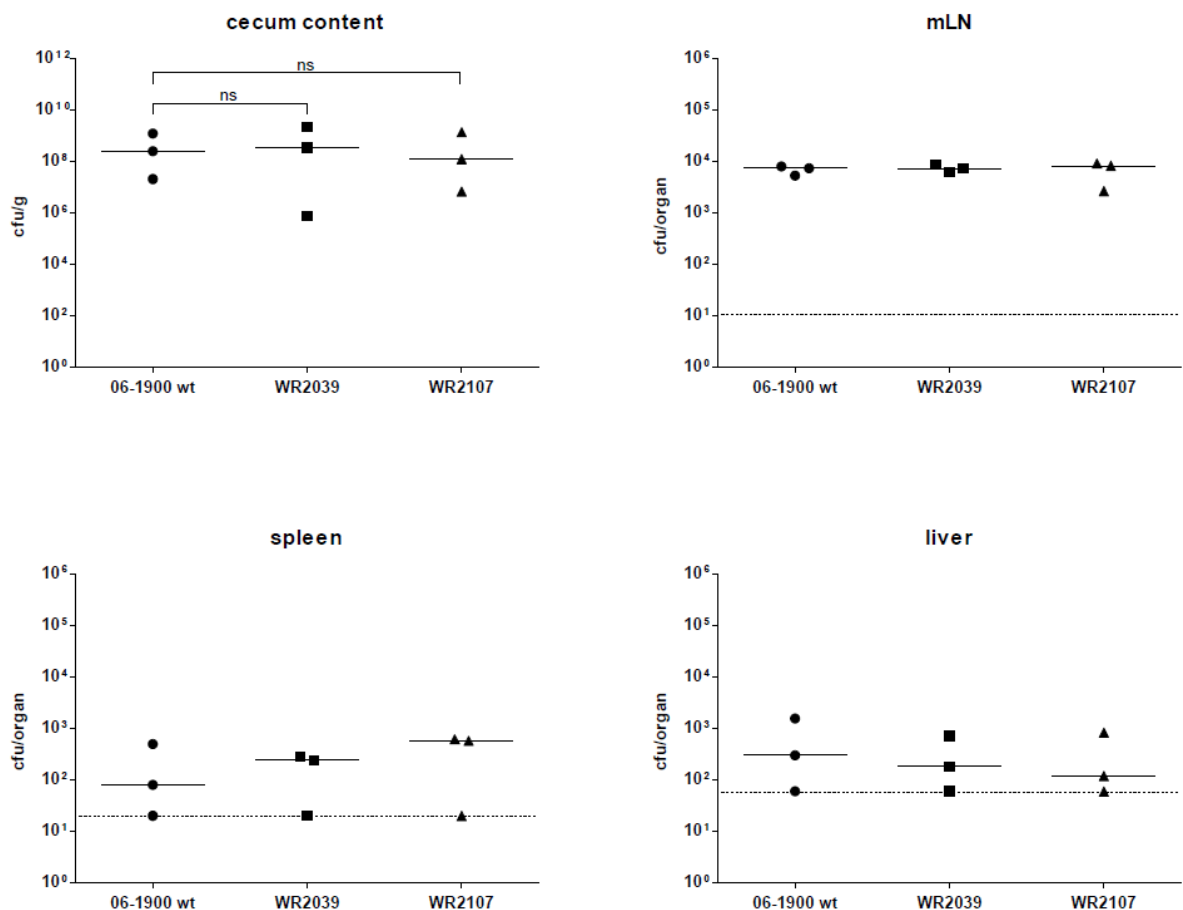 cecum content
cfu/g
10¹²
10¹⁰
10⁸
10⁶
10⁴
10²
10⁰
ns
ns
06-1900 wt WR2039 WR2107
mLN
cfu/organ
10⁶
10⁵
10⁴
10³
10²
10¹
10⁰
06-1900 wt WR2039 WR2107
spleen
cfu/organ
10⁶
10⁵
10⁴
10³
10²
10¹
10⁰
06-1900 wt WR2039 WR2107
liver
cfu/organ
10⁶
10⁵
10⁴
10³
10²
10¹
10⁰
06-1900 wt WR2039 WR2107